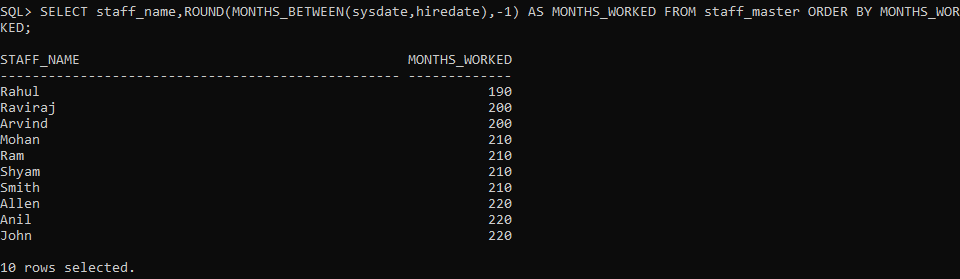 SQL> SELECT staff_name,ROUND(MONTHS_BETWEEN(sysdate,hiredate),-1) AS MONTHS_WORKED FROM staff_master ORDER BY MONTHS_WOR
KED;
STAFF_NAME                                         MONTHS_WORKED
-------------------------------------------------- -------------
Rahul                                                        190
Raviraj                                                      200
Arvind                                                       200
Mohan                                                        210
Ram                                                          210
Shyam                                                        210
Smith                                                        210
Allen                                                        220
Anil                                                         220
John                                                         220
10 rows selected.